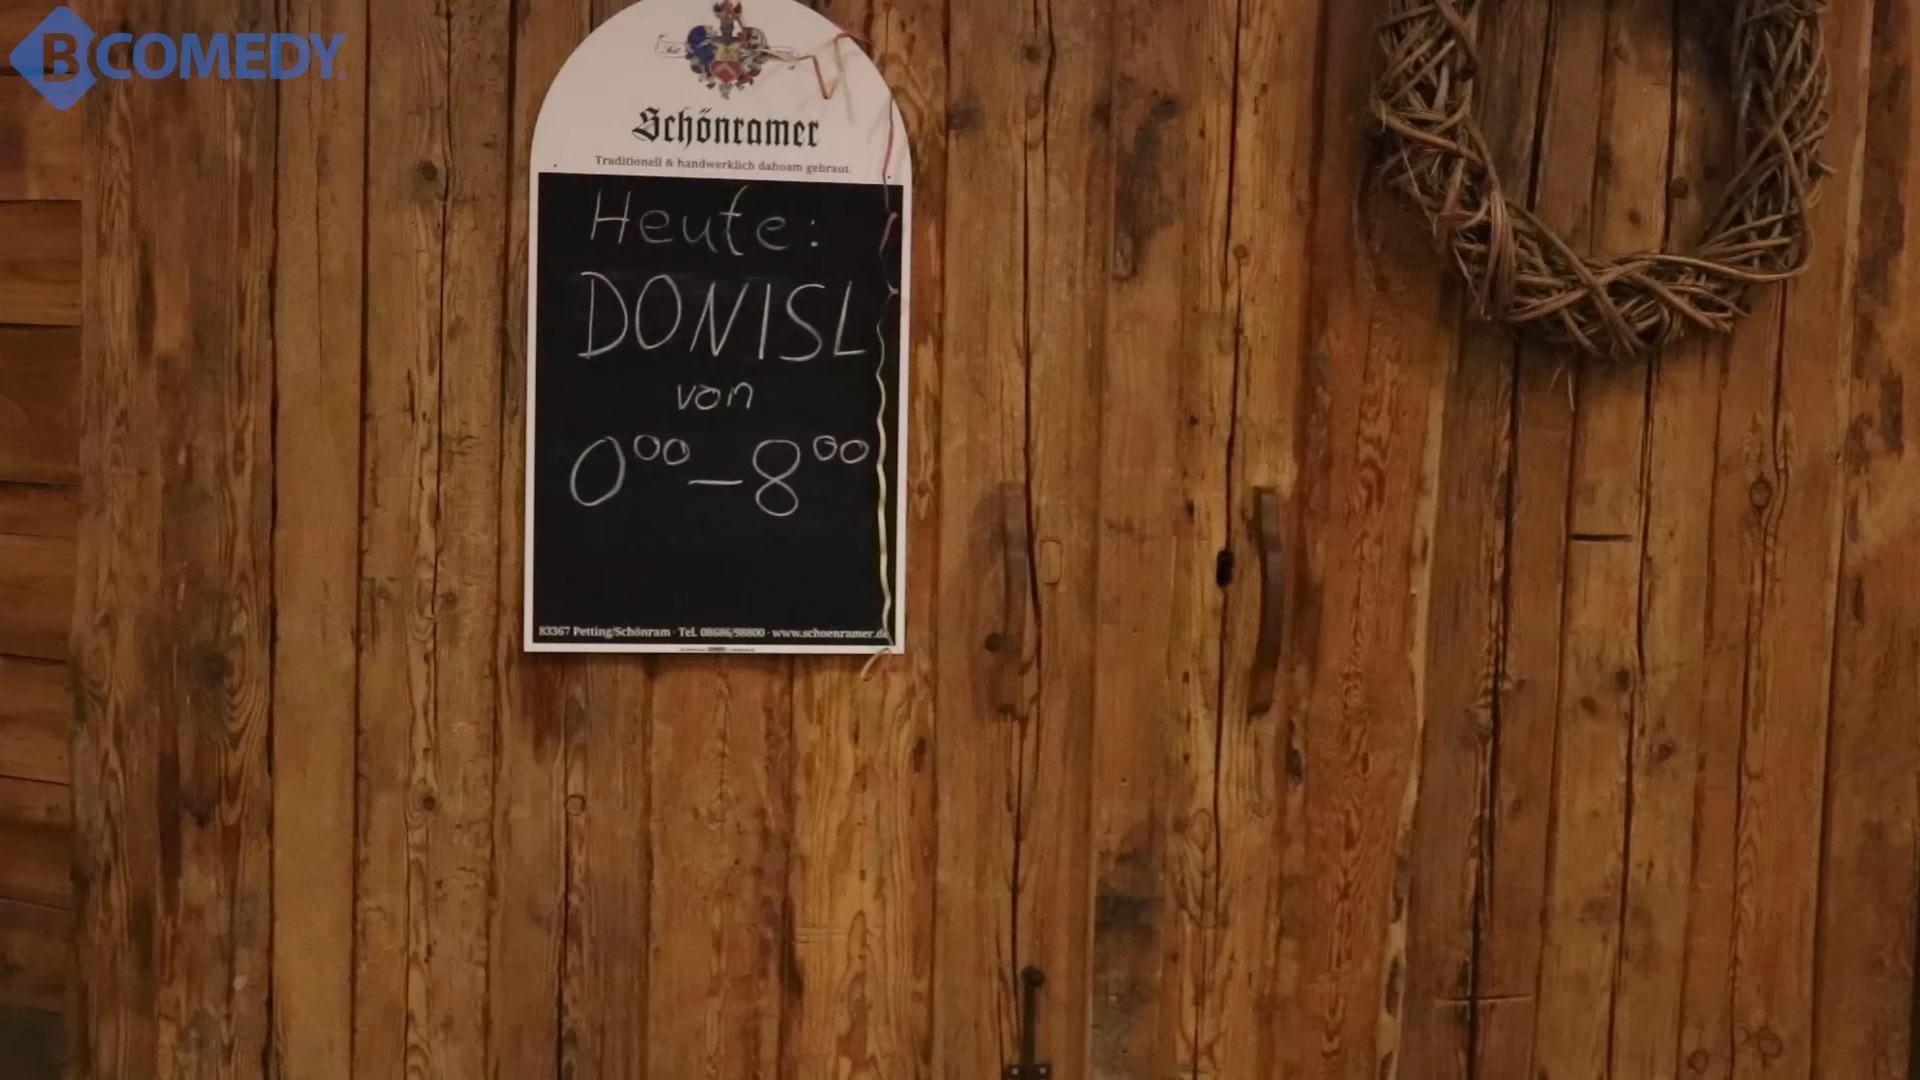 BCOMEDY
Schönramer
Traditionell & handwerklich dahoam gebraut.
Heute:
DONISL
von
0⁰⁰–8⁰⁰
83367 Petting/Schönram · Tel. 08686/98800 · www.schoenramer.de